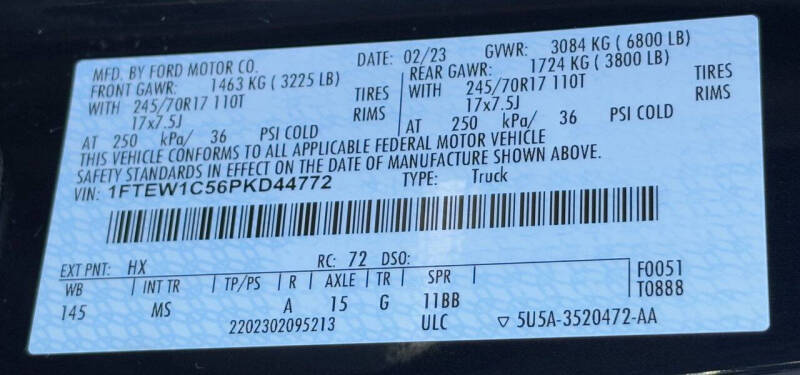 MFD. BY FORD MOTOR CO. DATE: 02/23 GVWR: 3084 KG ( 6800 LB)
FRONT GAWR: 1463 KG ( 3225 LB) REAR GAWR: 1724 KG ( 3800 LB)
WITH 245/70R17 110T TIRES WITH 245/70R17 110T TIRES
17x7.5J RIMS 17x7.5J RIMS
AT 250 kPa/ 36 PSI COLD AT 250 kPa/ 36 PSI COLD
THIS VEHICLE CONFORMS TO ALL APPLICABLE FEDERAL MOTOR VEHICLE
SAFETY STANDARDS IN EFFECT ON THE DATE OF MANUFACTURE SHOWN ABOVE.
VIN: 1FTEW1C56PKD44772 TYPE: Truck
EXT PNT: HX RC: 72 DSO:
WB INT TR TP/PS R AXLE TR SPR F0051
145 MS A 15 G 11BB T0888
2202302095213 ULC ▽ 5U5A-3520472-AA